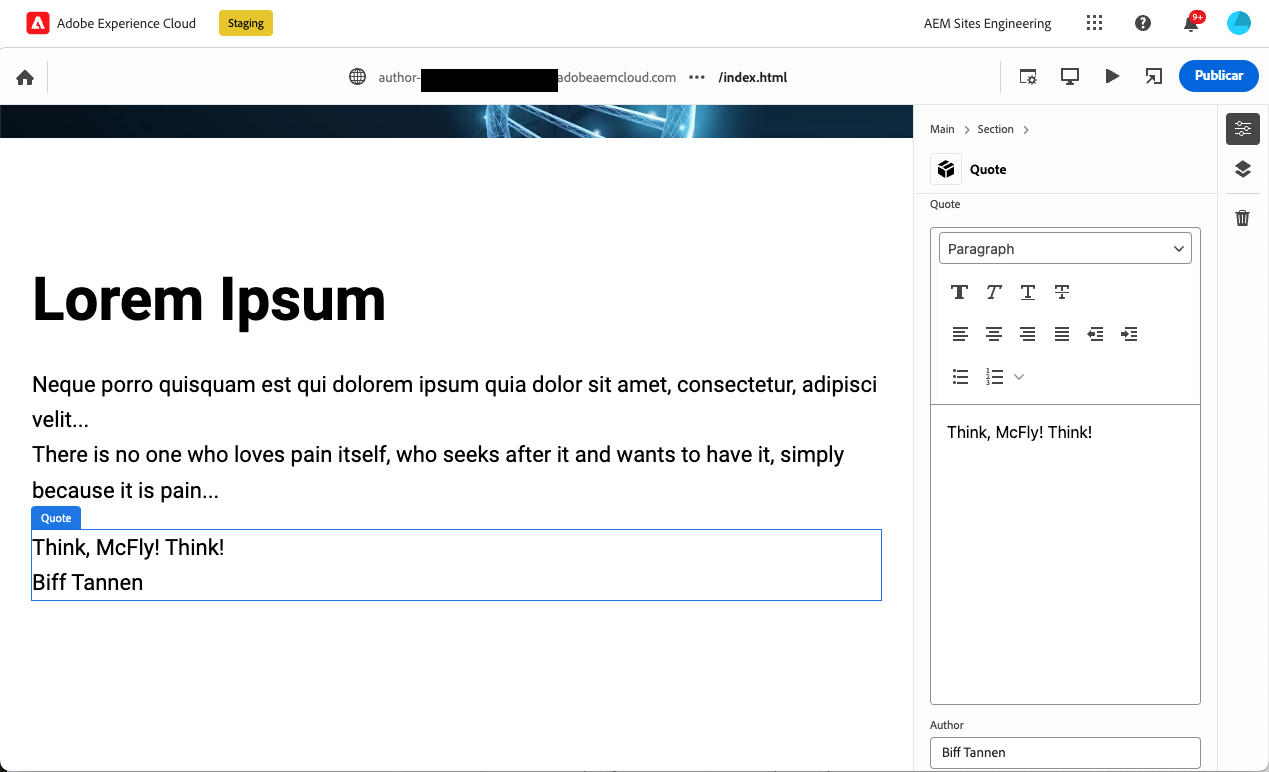 Adobe Experience Cloud
Staging
AEM Sites Engineering
9+
author-
adobeaemcloud.com
/index.html
Publicar
Lorem Ipsum
Neque porro quisquam est qui dolorem ipsum quia dolor sit amet, consectetur, adipisci
velit...
There is no one who loves pain itself, who seeks after it and wants to have it, simply
because it is pain...
Quote
Think, McFly! Think!
Biff Tannen
Main
Section
Quote
Quote
Paragraph
Think, McFly! Think!
Author
Biff Tannen